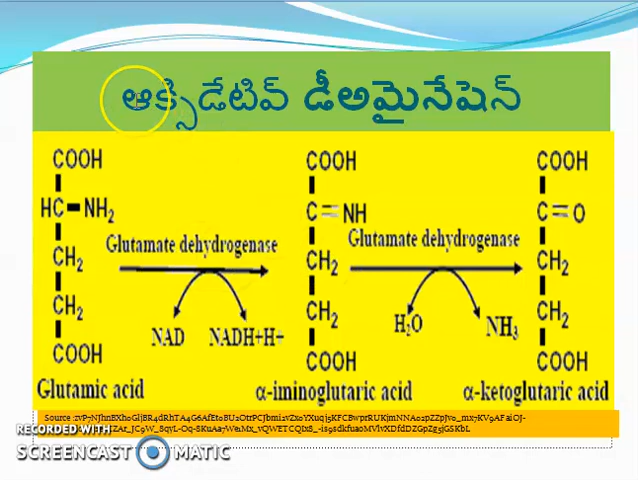 ఆక్సిడేటివ్ డీఅమైనేషెన్
COOH COOH COOH
HC NH2 C NH C O
Glutamate dehydrogenase Glutamate dehydrogenase
CH2 CH2 CH2
CH2 CH2 CH2
NAD NADH+H+ H2O NH3
COOH COOH COOH
Glutamic acid α-iminoglutaric acid α-ketoglutaric acid
Source
RECORDED WITH
SCREENCAST MATIC